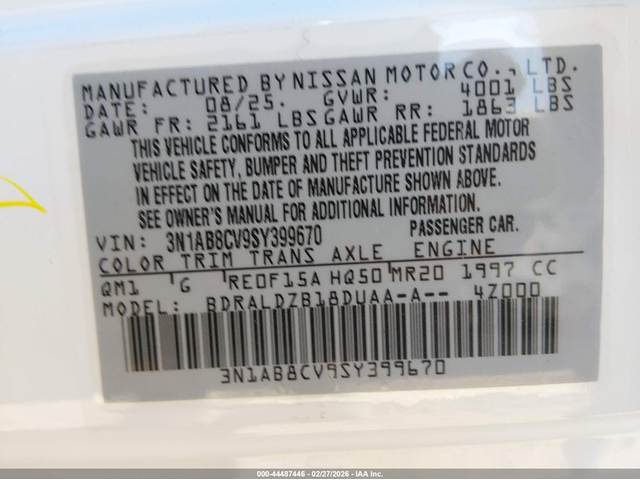 MANUFACTURED BY NISSAN MOTOR CO., LTD.
DATE: 08/25. GVWR: 4001 LBS
GAWR FR: 2161 LBS GAWR RR: 1863 LBS
THIS VEHICLE CONFORMS TO ALL APPLICABLE FEDERAL MOTOR
VEHICLE SAFETY, BUMPER AND THEFT PREVENTION STANDARDS
IN EFFECT ON THE DATE OF MANUFACTURE SHOWN ABOVE.
SEE OWNER'S MANUAL FOR ADDITIONAL INFORMATION.
VIN: 3N1AB8CV9SY399670 PASSENGER CAR.
COLOR TRIM TRANS AXLE ENGINE
QM1 G RE0F15A HQ50 MR20 1997 CC
MODEL: BDRALDZB18DUAA-A-- 4Z000
3N1AB8CV9SY399670
000-44487446 - 02/27/2026 - IAAI.COM